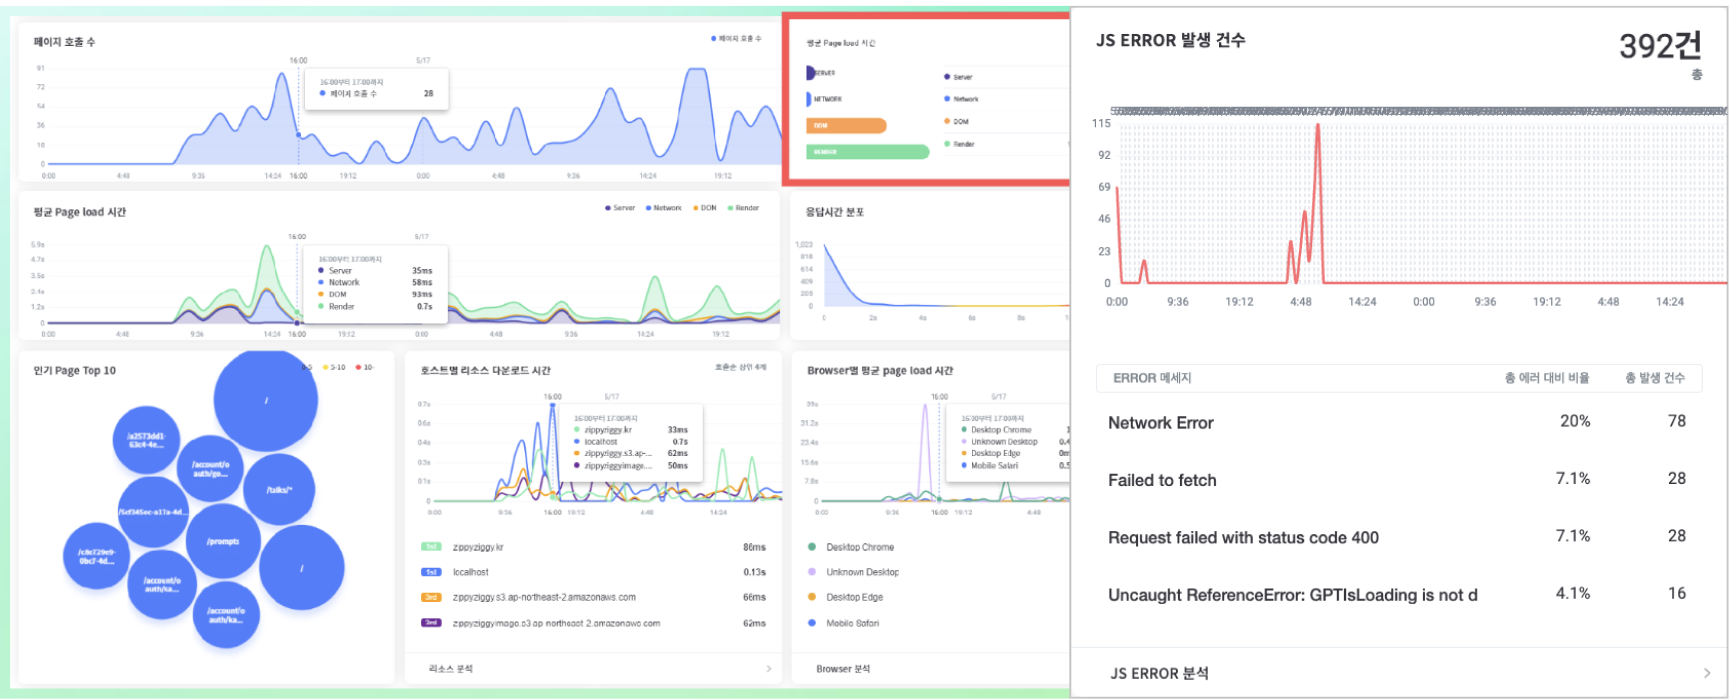 페이지 호출 수
페이지 호출 수
16:00
5/17
16:00부터 17:00까지
페이지 호출 수 28
91
72
54
36
18
0
0:00 4:48 9:36 14:24 16:00 19:12 0:00 4:48 9:36 14:24 19:12
평균 Page load 시간
SERVER
NETWORK
DOM
RENDER
Server
Network
DOM
Render
평균 Page load 시간
Server Network DOM Render
16:00
5/17
16:00부터 17:00까지
Server 35ms
Network 58ms
DOM 93ms
Render 0.7s
5.9s
4.7s
3.5s
2.4s
1.2s
0
0:00 4:48 9:36 14:24 16:00 19:12 0:00 4:48 9:36 14:24 19:12
응답시간 분포
1,023
818
614
409
205
0
0 2s 4s 6s 8s
인기 Page Top 10
0-5 5-10 10-
/
/a2573dd1-
63c4-4e...
/account/o
auth/go...
/talks/*
/5cf345ec-a17a-4d...
/prompts
/c9c729e9-
0bc7-4d...
/account/o
auth/ka...
/
/account/o
auth/ka...
호스트별 리소스 다운로드 시간
호출순 상위 4개
16:00
5/17
16:00부터 17:00까지
zippyziggy.kr 33ms
localhost 0.7s
zippyziggy.s3.ap-... 62ms
zippyziggyimage.... 50ms
0.7s
0.6s
0.4s
0.3s
0.1s
0
0:00 9:36 16:00 19:12 4:48 14:24
1st zippyziggy.kr 86ms
1st localhost 0.13s
3rd zippyziggy.s3.ap-northeast-2.amazonaws.com 66ms
3rd zippyziggyimage.s3.ap-northeast-2.amazonaws.com 62ms
리소스 분석
Browser별 평균 page load 시간
16:00
5/17
16:00부터 17:00까지
Desktop Chrome 1
Unknown Desktop 0.4
Desktop Edge 0m
Mobile Safari 0.5
39s
31.2s
23.4s
15.6s
7.8s
0
0:00 9:36 16:00 19:12 4:48
Desktop Chrome
Unknown Desktop
Desktop Edge
Mobile Safari
Browser 분석
JS ERROR 발생 건수
392건
총
115
92
69
46
23
0
0:00 9:36 19:12 4:48 14:24 0:00 9:36 19:12 4:48 14:24
ERROR 메세지 총 에러 대비 비율 총 발생 건수
Network Error 20% 78
Failed to fetch 7.1% 28
Request failed with status code 400 7.1% 28
Uncaught ReferenceError: GPTIsLoading is not d 4.1% 16
JS ERROR 분석